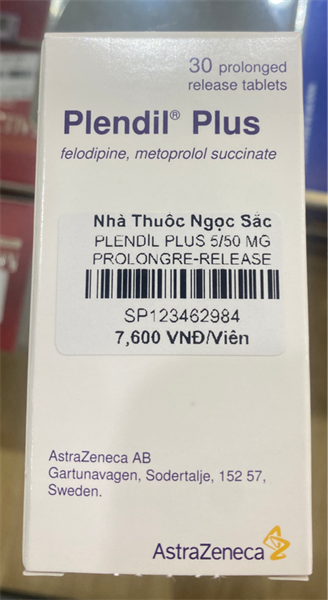 30 prolonged
release tablets
Plendil® Plus
felodipine, metoprolol succinate
Nhà Thuôc Ngọc Sắc
PLENDIL PLUS 5/50 MG
PROLONGRE-RELEASE
SP123462984
7,600 VNĐ/Viên
AstraZeneca AB
Gartunavagen, Sodertalje, 152 57,
Sweden.
AstraZeneca